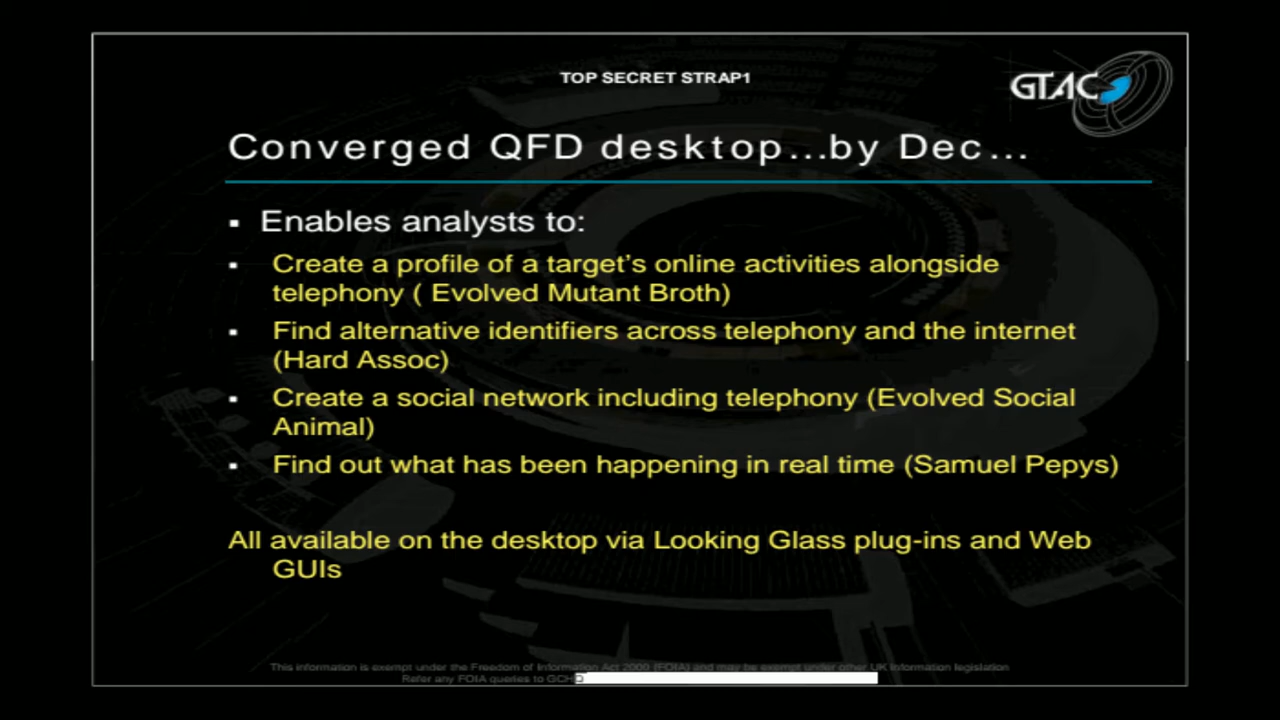 TOP SECRET STRAP1
GTAC
Converged QFD desktop...by Dec...
▪ Enables analysts to:
▪ Create a profile of a target's online activities alongside
telephony ( Evolved Mutant Broth)
▪ Find alternative identifiers across telephony and the internet
(Hard Assoc)
▪ Create a social network including telephony (Evolved Social
Animal)
▪ Find out what has been happening in real time (Samuel Pepys)
All available on the desktop via Looking Glass plug-ins and Web
GUIs
This information is exempt under the Freedom of Information Act 2000 (FOIA) and may be exempt under other UK information legislation
Refer any FOIA queries to GCHQ